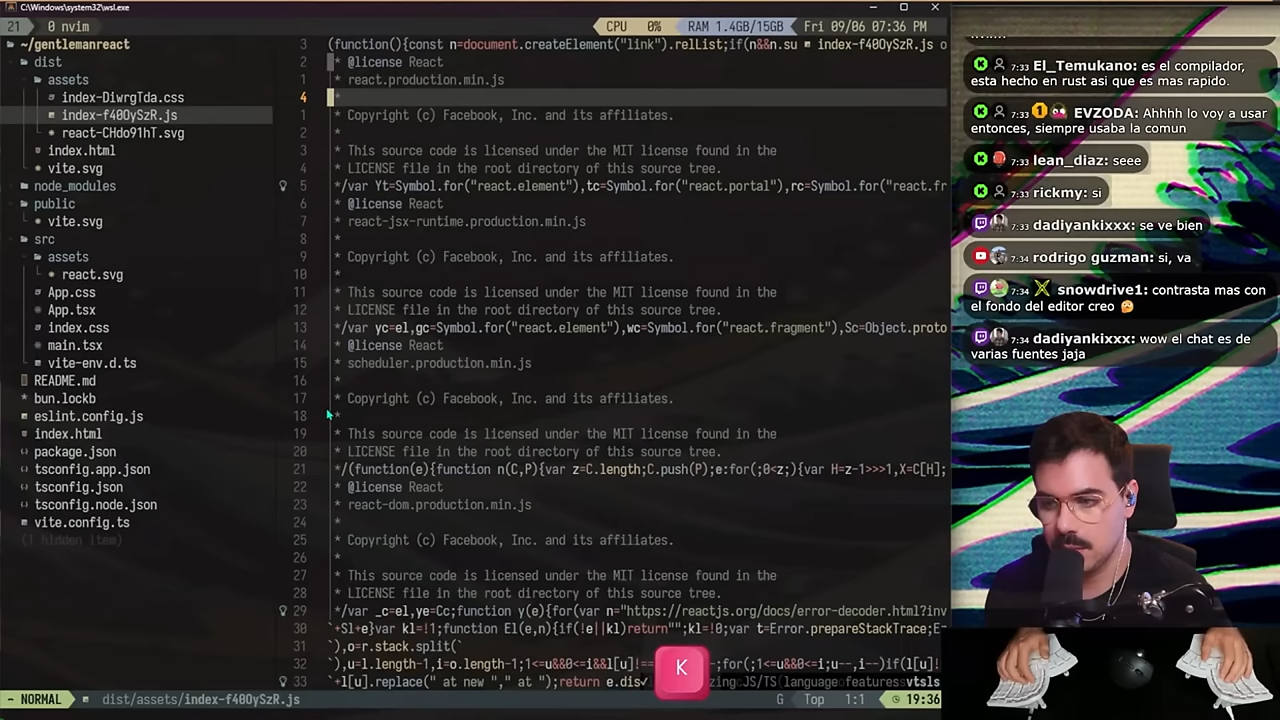 C:\Windows\system32\wsl.exe
21 0 nvim
CPU 0% RAM 1.4GB/15GB Fri 09/06 07:36 PM
~/gentlemanreact
dist
assets
index-DiwrgTda.css
index-f40OySzR.js
react-CHdo91hT.svg
index.html
vite.svg
node_modules
public
vite.svg
src
assets
react.svg
App.css
App.tsx
index.css
main.tsx
vite-env.d.ts
README.md
bun.lockb
eslint.config.js
index.html
package.json
tsconfig.app.json
tsconfig.json
tsconfig.node.json
vite.config.ts
(1 hidden item)
3 (function(){const n=document.createElement("link").relList;if(n&&n.su index-f40OySzR.js
2 * @license React
1 * react.production.min.js
4 *
1 * Copyright (c) Facebook, Inc. and its affiliates.
2 *
3 * This source code is licensed under the MIT license found in the
4 * LICENSE file in the root directory of this source tree.
5 */var Yt=Symbol.for("react.element"),tc=Symbol.for("react.portal"),rc=Symbol.for("react.fr
6 * @license React
7 * react-jsx-runtime.production.min.js
8 *
9 * Copyright (c) Facebook, Inc. and its affiliates.
10 *
11 * This source code is licensed under the MIT license found in the
12 * LICENSE file in the root directory of this source tree.
13 */var yc=el,gc=Symbol.for("react.element"),wc=Symbol.for("react.fragment"),Sc=Object.proto
14 * @license React
15 * scheduler.production.min.js
16 *
17 * Copyright (c) Facebook, Inc. and its affiliates.
18 *
19 * This source code is licensed under the MIT license found in the
20 * LICENSE file in the root directory of this source tree.
21 */(function(e){function n(C,P){var z=C.length;C.push(P);e:for(;0<z;){var H=z-1>>>1,X=C[H];
22 * @license React
23 * react-dom.production.min.js
24 *
25 * Copyright (c) Facebook, Inc. and its affiliates.
26 *
27 * This source code is licensed under the MIT license found in the
28 * LICENSE file in the root directory of this source tree.
29 */var _c=el,ye=Cc;function y(e){for(var n="https://reactjs.org/docs/error-decoder.html?inv
30 `+Sl+e}var kl=!1;function El(e,n){if(!e||kl)return"";kl=!0;var t=Error.prepareStackTrace;E
31 `),o=r.stack.split(`
32 `),u=l.length-1,i=o.length-1;1<=u&&0<=i&&l[u]!== for(;1<=u&&0<=i;u--,i--)if(l[u]!
33 `+l[u].replace(" at new "," at ");return e.dis JS/TS language features vtsls
K
NORMAL dist/assets/index-f40OySzR.js G Top 1:1 19:36
7:33 El_Temukano: es el compilador,
esta hecho en rust asi que es mas rapido.
7:33 EVZODA: Ahhhh lo voy a usar
entonces, siempre usaba la comun
7:33 lean_diaz: seee
7:33 rickmy: si
7:33 dadiyankixxx: se ve bien
7:34 rodrigo guzman: si, va
7:34 snowdrive1: contrasta mas con
el fondo del editor creo 🤔
7:34 dadiyankixxx: wow el chat es de
varias fuentes jaja